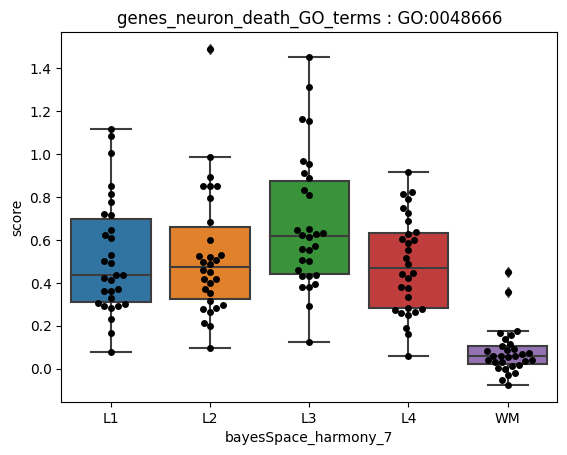 genes_neuron_death_GO_terms : GO:0048666
score
1.4
1.2
1.0
0.8
0.6
0.4
0.2
0.0
L1 L2 L3 L4 WM
bayesSpace_harmony_7